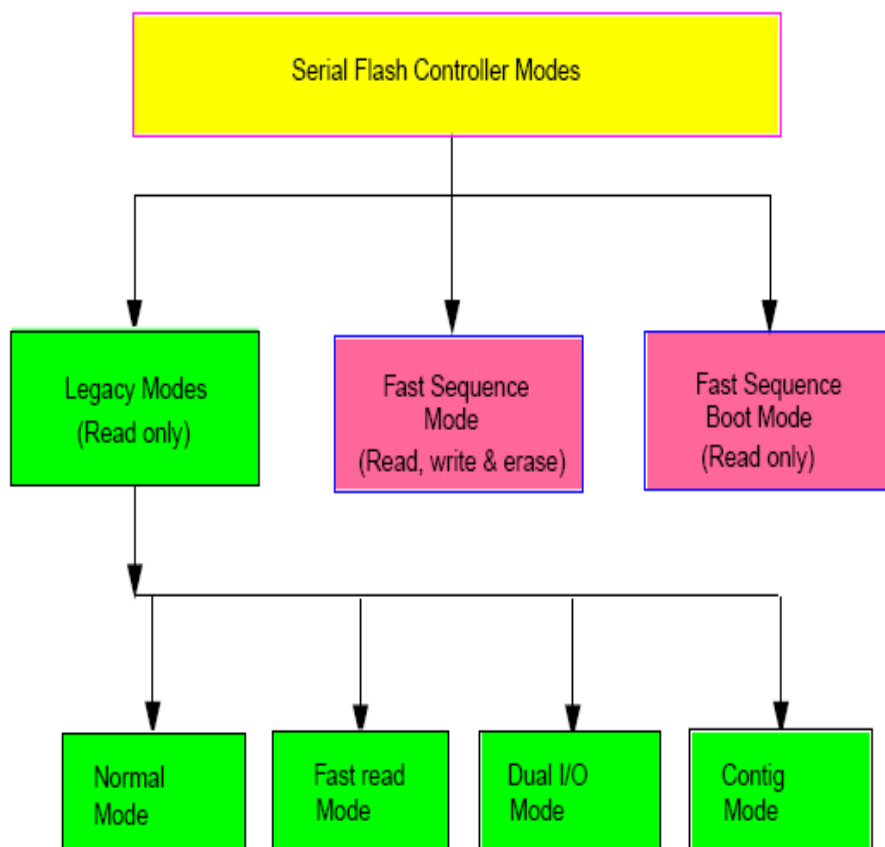 Serial Flash Controller Modes
Legacy Modes
(Read only)
Fast Sequence
Mode
(Read, write & erase)
Fast Sequence
Boot Mode
(Read only)
Normal
Mode
Fast read
Mode
Dual I/O
Mode
Contig
Mode